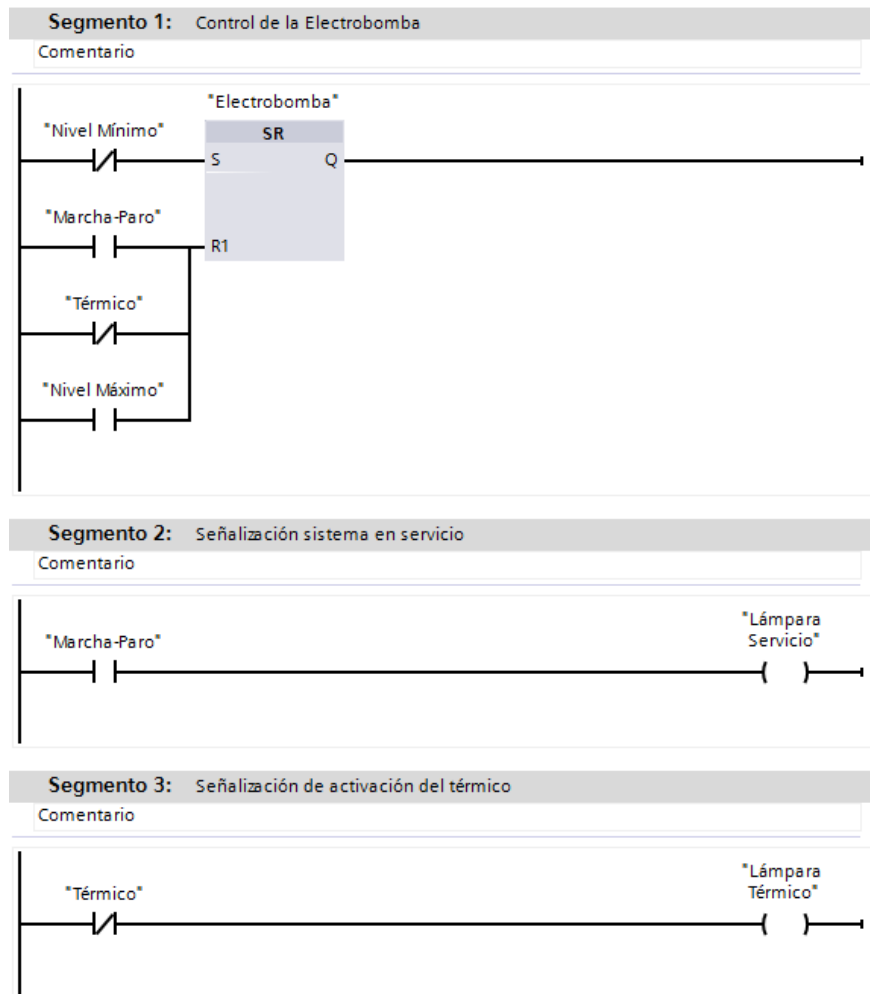 Segmento 1: Control de la Electrobomba
Comentario
"Electrobomba"
"Nivel Mínimo"
SR
S Q
"Marcha-Paro"
R1
"Térmico"
"Nivel Máximo"
Segmento 2: Señalización sistema en servicio
Comentario
"Lámpara
Servicio"
"Marcha-Paro"
Segmento 3: Señalización de activación del térmico
Comentario
"Lámpara
Térmico"
"Térmico"